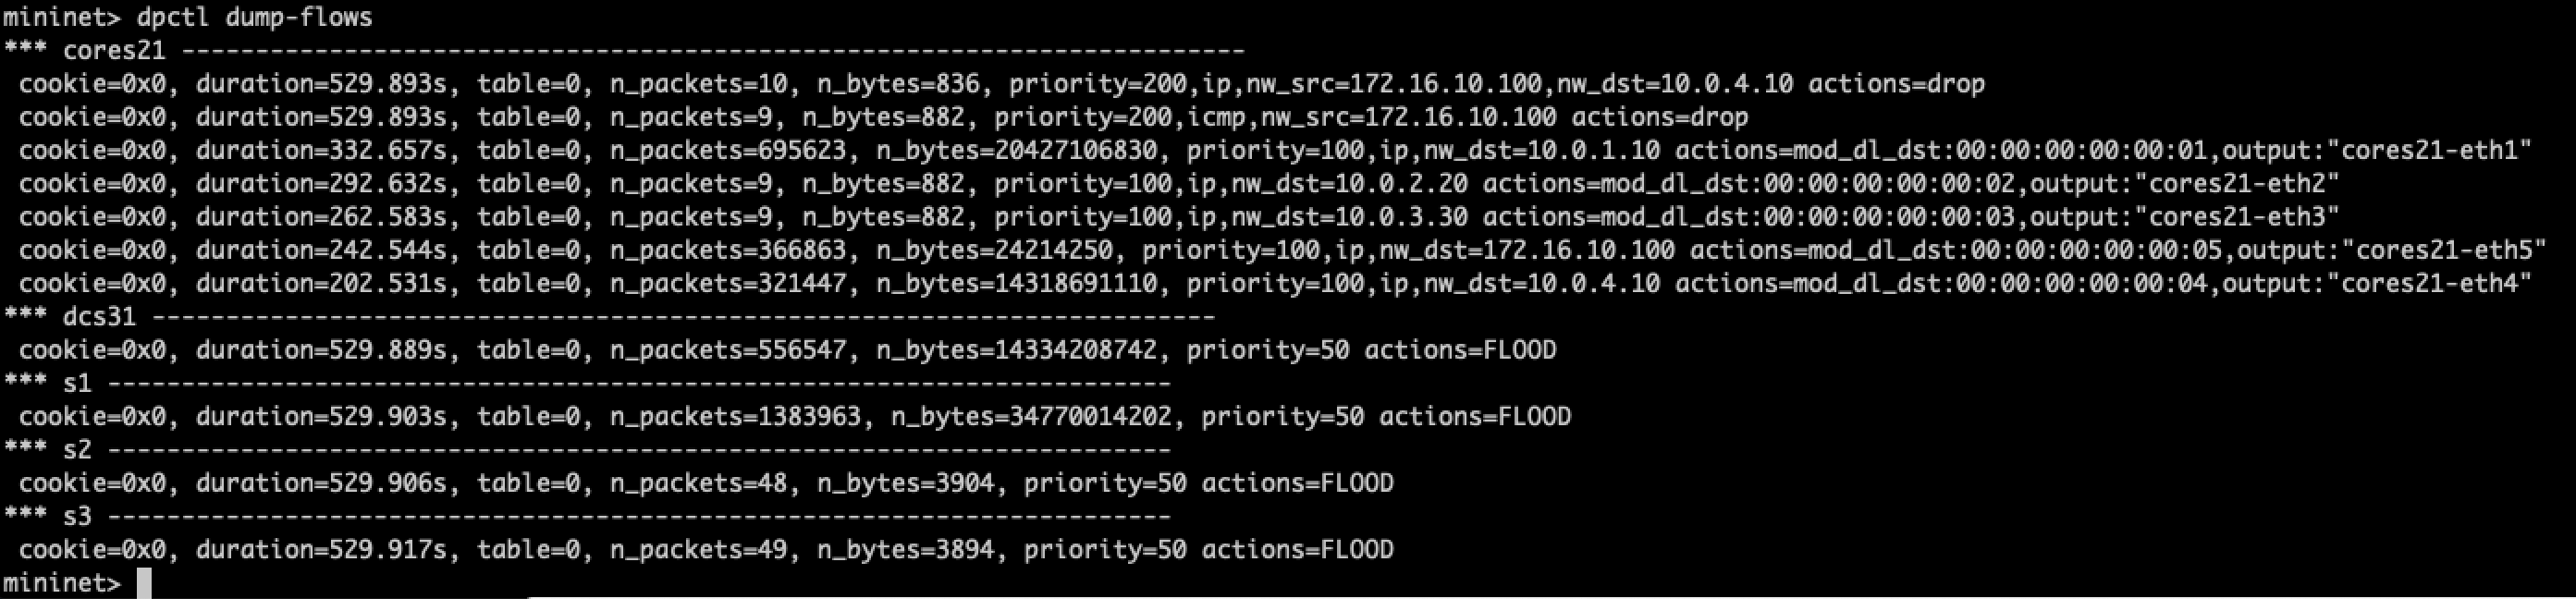 mininet> dpctl dump-flows
*** cores21 ------------------------------------------------------------------------
 cookie=0x0, duration=529.893s, table=0, n_packets=10, n_bytes=836, priority=200,ip,nw_src=172.16.10.100,nw_dst=10.0.4.10 actions=drop
 cookie=0x0, duration=529.893s, table=0, n_packets=9, n_bytes=882, priority=200,icmp,nw_src=172.16.10.100 actions=drop
 cookie=0x0, duration=332.657s, table=0, n_packets=695623, n_bytes=20427106830, priority=100,ip,nw_dst=10.0.1.10 actions=mod_dl_dst:00:00:00:00:00:01,output:"cores21-eth1"
 cookie=0x0, duration=292.632s, table=0, n_packets=9, n_bytes=882, priority=100,ip,nw_dst=10.0.2.20 actions=mod_dl_dst:00:00:00:00:00:02,output:"cores21-eth2"
 cookie=0x0, duration=262.583s, table=0, n_packets=9, n_bytes=882, priority=100,ip,nw_dst=10.0.3.30 actions=mod_dl_dst:00:00:00:00:00:03,output:"cores21-eth3"
 cookie=0x0, duration=242.544s, table=0, n_packets=366863, n_bytes=24214250, priority=100,ip,nw_dst=172.16.10.100 actions=mod_dl_dst:00:00:00:00:00:05,output:"cores21-eth5"
 cookie=0x0, duration=202.531s, table=0, n_packets=321447, n_bytes=14318691110, priority=100,ip,nw_dst=10.0.4.10 actions=mod_dl_dst:00:00:00:00:00:04,output:"cores21-eth4"
*** dcs31 ------------------------------------------------------------------------
 cookie=0x0, duration=529.889s, table=0, n_packets=556547, n_bytes=14334208742, priority=50 actions=FLOOD
*** s1 ------------------------------------------------------------------------
 cookie=0x0, duration=529.903s, table=0, n_packets=1383963, n_bytes=34770014202, priority=50 actions=FLOOD
*** s2 ------------------------------------------------------------------------
 cookie=0x0, duration=529.906s, table=0, n_packets=48, n_bytes=3904, priority=50 actions=FLOOD
*** s3 ------------------------------------------------------------------------
 cookie=0x0, duration=529.917s, table=0, n_packets=49, n_bytes=3894, priority=50 actions=FLOOD
mininet>